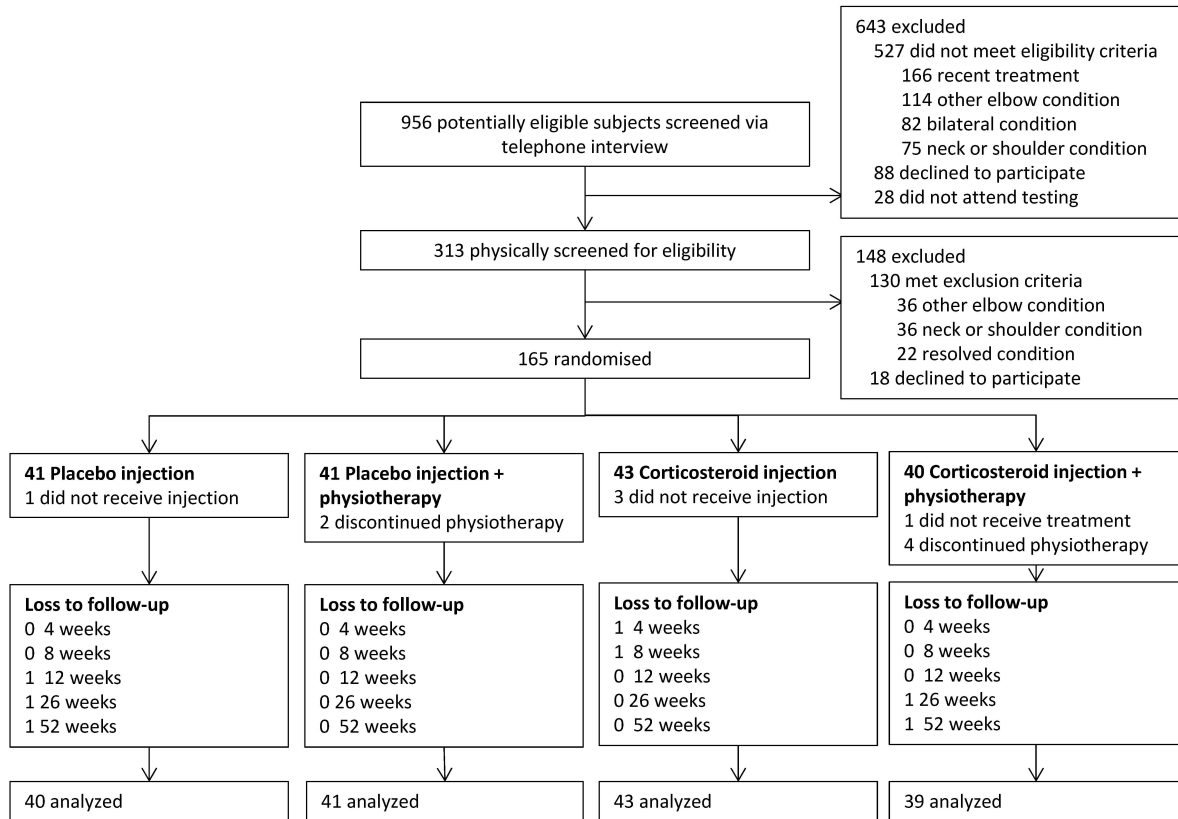 643 excluded
527 did not meet eligibility criteria
166 recent treatment
114 other elbow condition
82 bilateral condition
75 neck or shoulder condition
88 declined to participate
28 did not attend testing
956 potentially eligible subjects screened via
telephone interview
313 physically screened for eligibility
148 excluded
130 met exclusion criteria
36 other elbow condition
36 neck or shoulder condition
22 resolved condition
18 declined to participate
165 randomised
41 Placebo injection
1 did not receive injection
41 Placebo injection +
physiotherapy
2 discontinued physiotherapy
43 Corticosteroid injection
3 did not receive injection
40 Corticosteroid injection +
physiotherapy
1 did not receive treatment
4 discontinued physiotherapy
Loss to follow-up
0 4 weeks
0 8 weeks
1 12 weeks
1 26 weeks
1 52 weeks
Loss to follow-up
0 4 weeks
0 8 weeks
0 12 weeks
0 26 weeks
0 52 weeks
Loss to follow-up
1 4 weeks
1 8 weeks
0 12 weeks
0 26 weeks
0 52 weeks
Loss to follow-up
0 4 weeks
0 8 weeks
0 12 weeks
1 26 weeks
1 52 weeks
40 analyzed
41 analyzed
43 analyzed
39 analyzed